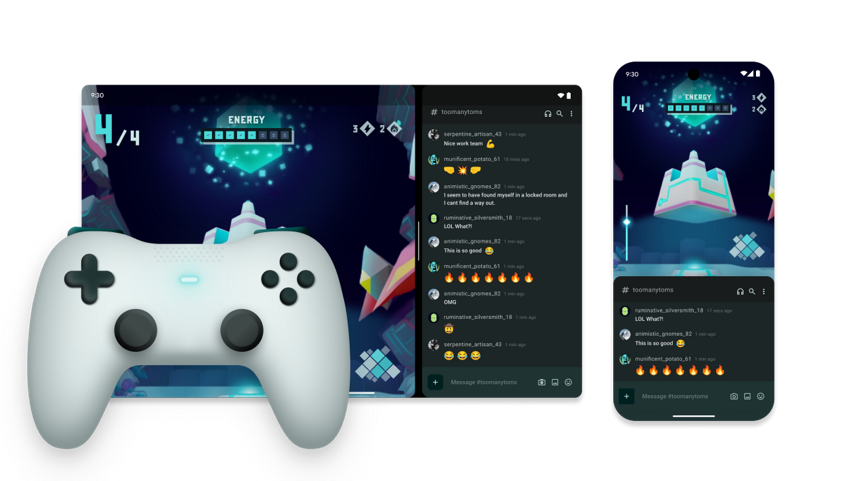 9:30
4/4
ENERGY
3 2
# toomanytoms
serpentine_artisan_43 1 min ago
Nice work team 💪
munificent_potato_61 18 mins ago
🤜 💥 🤛
animistic_gnomes_82 1 min ago
I seem to have found myself in a locked room and
I cant find a way out.
ruminative_silversmith_18 17 secs ago
LOL What?!
animistic_gnomes_82 1 min ago
This is so good 😂
munificent_potato_61 1 min ago
🔥 🔥 🔥 🔥 🔥 🔥 🔥
animistic_gnomes_82 1 min ago
OMG
ruminative_silversmith_18 1 min ago
🤠
serpentine_artisan_43 1 min ago
😂 😂 😂
+ Message #toomanytoms
9:30
4/4
ENERGY
3
2
# toomanytoms
ruminative_silversmith_18 17 secs ago
LOL What?!
animistic_gnomes_82 1 min ago
This is so good 😂
munificent_potato_61 1 min ago
🔥 🔥 🔥 🔥 🔥 🔥 🔥
+ Message #toomanytoms